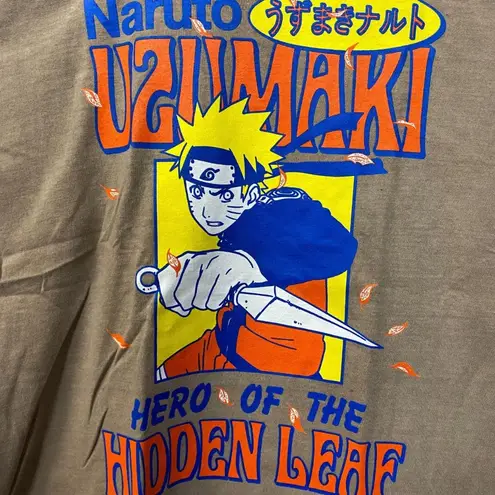 Naruto
うずまきナルト
UZUMAKI
HERO OF THE
HIDDEN LEAF